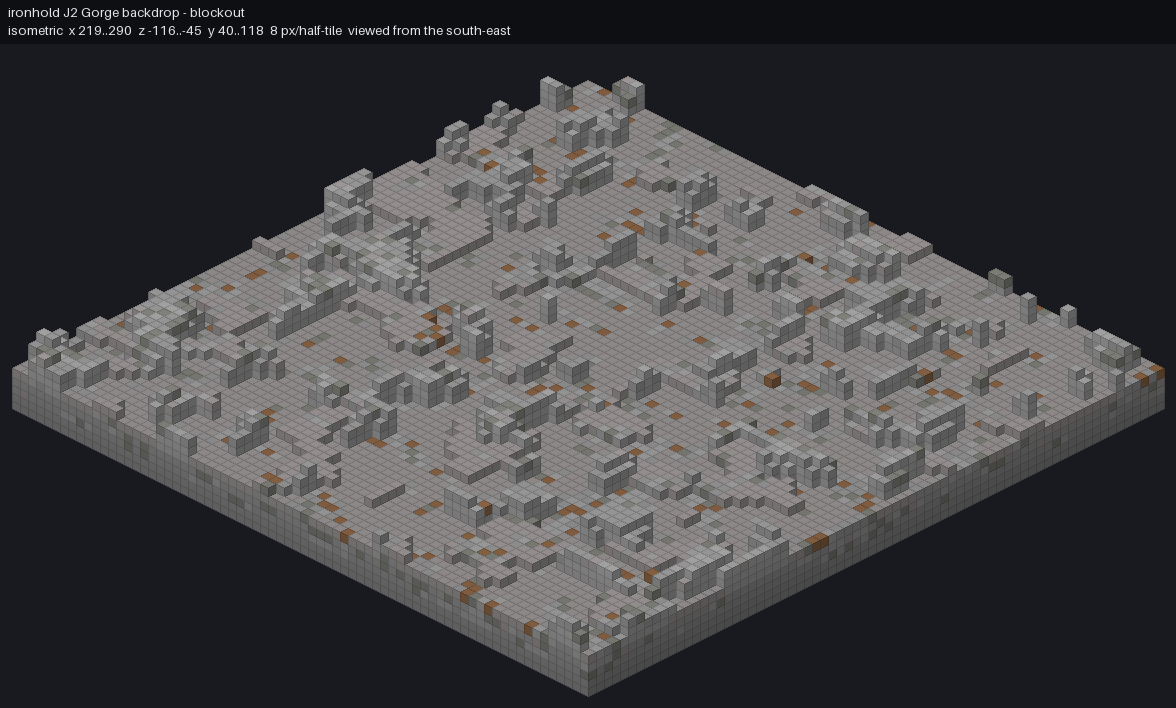 ironhold J2 Gorge backdrop - blockout
isometric  x 219..290  z -116..-45  y 40..118  8 px/half-tile  viewed from the south-east